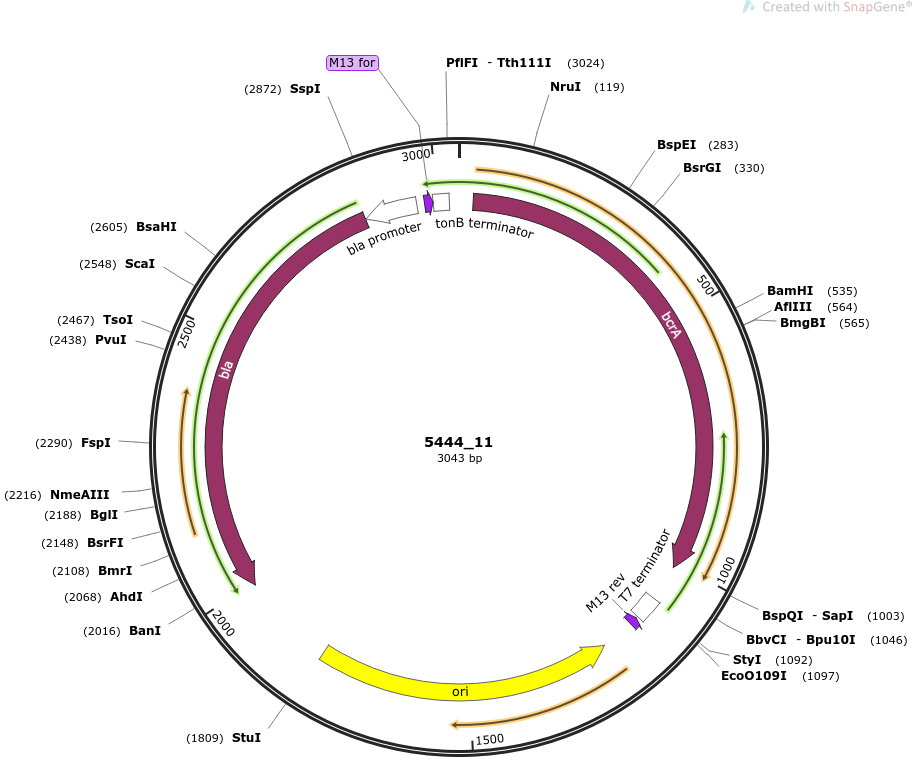 Created with SnapGene®
M13 for
PflFI - Tth111I (3024)
(2872) SspI
NruI (119)
3000
BspEI (283)
BsrGI (330)
bla promoter
tonB terminator
(2605) BsaHI
(2548) ScaI
500
BamHI (535)
AflIII (564)
BmgBI (565)
(2467) TsoI
(2438) PvuI
2500
bcrA
bla
5444_11
3043 bp
(2290) FspI
(2216) NmeAIII
(2188) BglI
(2148) BsrFI
(2108) BmrI
(2068) AhdI
(2016) BanI
2000
M13 rev
T7 terminator
1000
BspQI - SapI (1003)
BbvCI - Bpu10I (1046)
StyI (1092)
EcoO109I (1097)
ori
(1809) StuI
1500